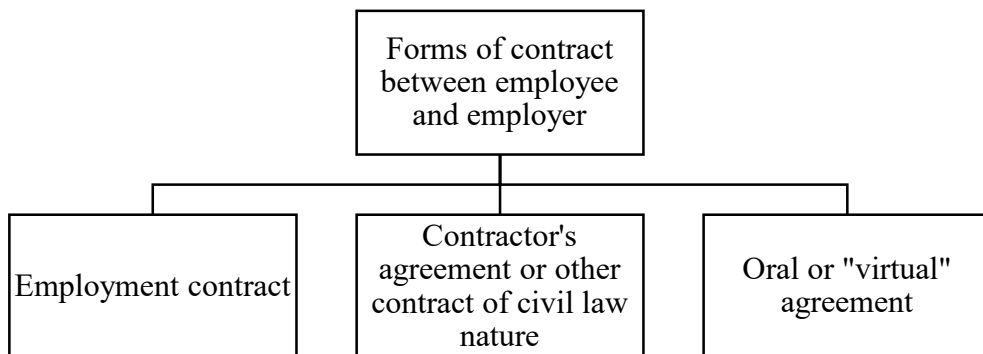 Forms of contract
between employee
and employer
Employment contract
Contractor's
agreement or other
contract of civil law
nature
Oral or "virtual"
agreement